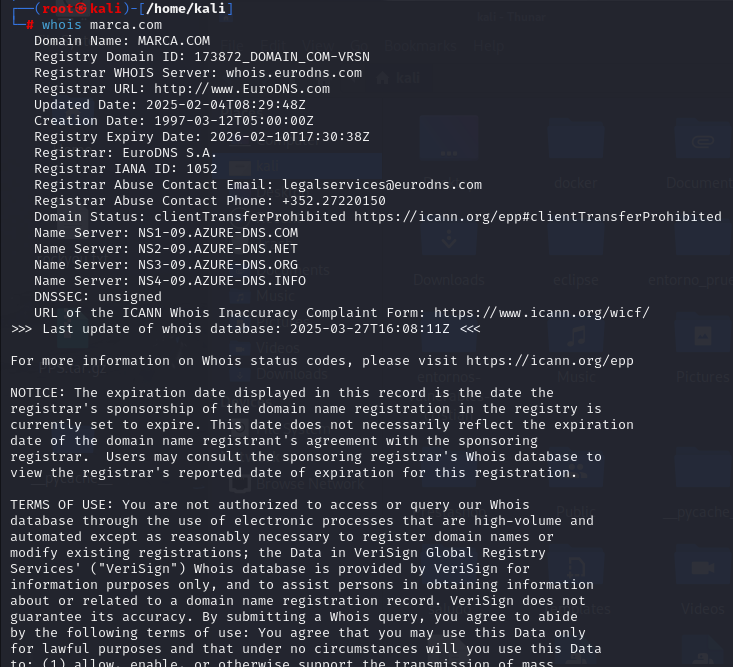 ┌──(root㉿kali)-[/home/kali]
└─# whois marca.com
Domain Name: MARCA.COM
Registry Domain ID: 173872_DOMAIN_COM-VRSN
Registrar WHOIS Server: whois.eurodns.com
Registrar URL: http://www.EuroDNS.com
Updated Date: 2025-02-04T08:29:48Z
Creation Date: 1997-03-12T05:00:00Z
Registry Expiry Date: 2026-02-10T17:30:38Z
Registrar: EuroDNS S.A.
Registrar IANA ID: 1052
Registrar Abuse Contact Email: legalservices@eurodns.com
Registrar Abuse Contact Phone: +352.27220150
Domain Status: clientTransferProhibited https://icann.org/epp#clientTransferProhibited
Name Server: NS1-09.AZURE-DNS.COM
Name Server: NS2-09.AZURE-DNS.NET
Name Server: NS3-09.AZURE-DNS.ORG
Name Server: NS4-09.AZURE-DNS.INFO
DNSSEC: unsigned
URL of the ICANN Whois Inaccuracy Complaint Form: https://www.icann.org/wicf/
>>> Last update of whois database: 2025-03-27T16:08:11Z <<<

For more information on Whois status codes, please visit https://icann.org/epp

NOTICE: The expiration date displayed in this record is the date the
registrar's sponsorship of the domain name registration in the registry is
currently set to expire. This date does not necessarily reflect the expiration
date of the domain name registrant's agreement with the sponsoring
registrar.  Users may consult the sponsoring registrar's Whois database to
view the registrar's reported date of expiration for this registration.

TERMS OF USE: You are not authorized to access or query our Whois
database through the use of electronic processes that are high-volume and
automated except as reasonably necessary to register domain names or
modify existing registrations; the Data in VeriSign Global Registry
Services' ("VeriSign") Whois database is provided by VeriSign for
information purposes only, and to assist persons in obtaining information
about or related to a domain name registration record. VeriSign does not
guarantee its accuracy. By submitting a Whois query, you agree to abide
by the following terms of use: You agree that you may use this Data only
for lawful purposes and that under no circumstances will you use this Data
to: (1) allow, enable, or otherwise support the transmission of mass
kali - Thunar
Bookmarks Help
kali
docker
Downloads
eclipse
Music
Videos
Downloads
Music
Pictures
Browse Network
Public
Videos